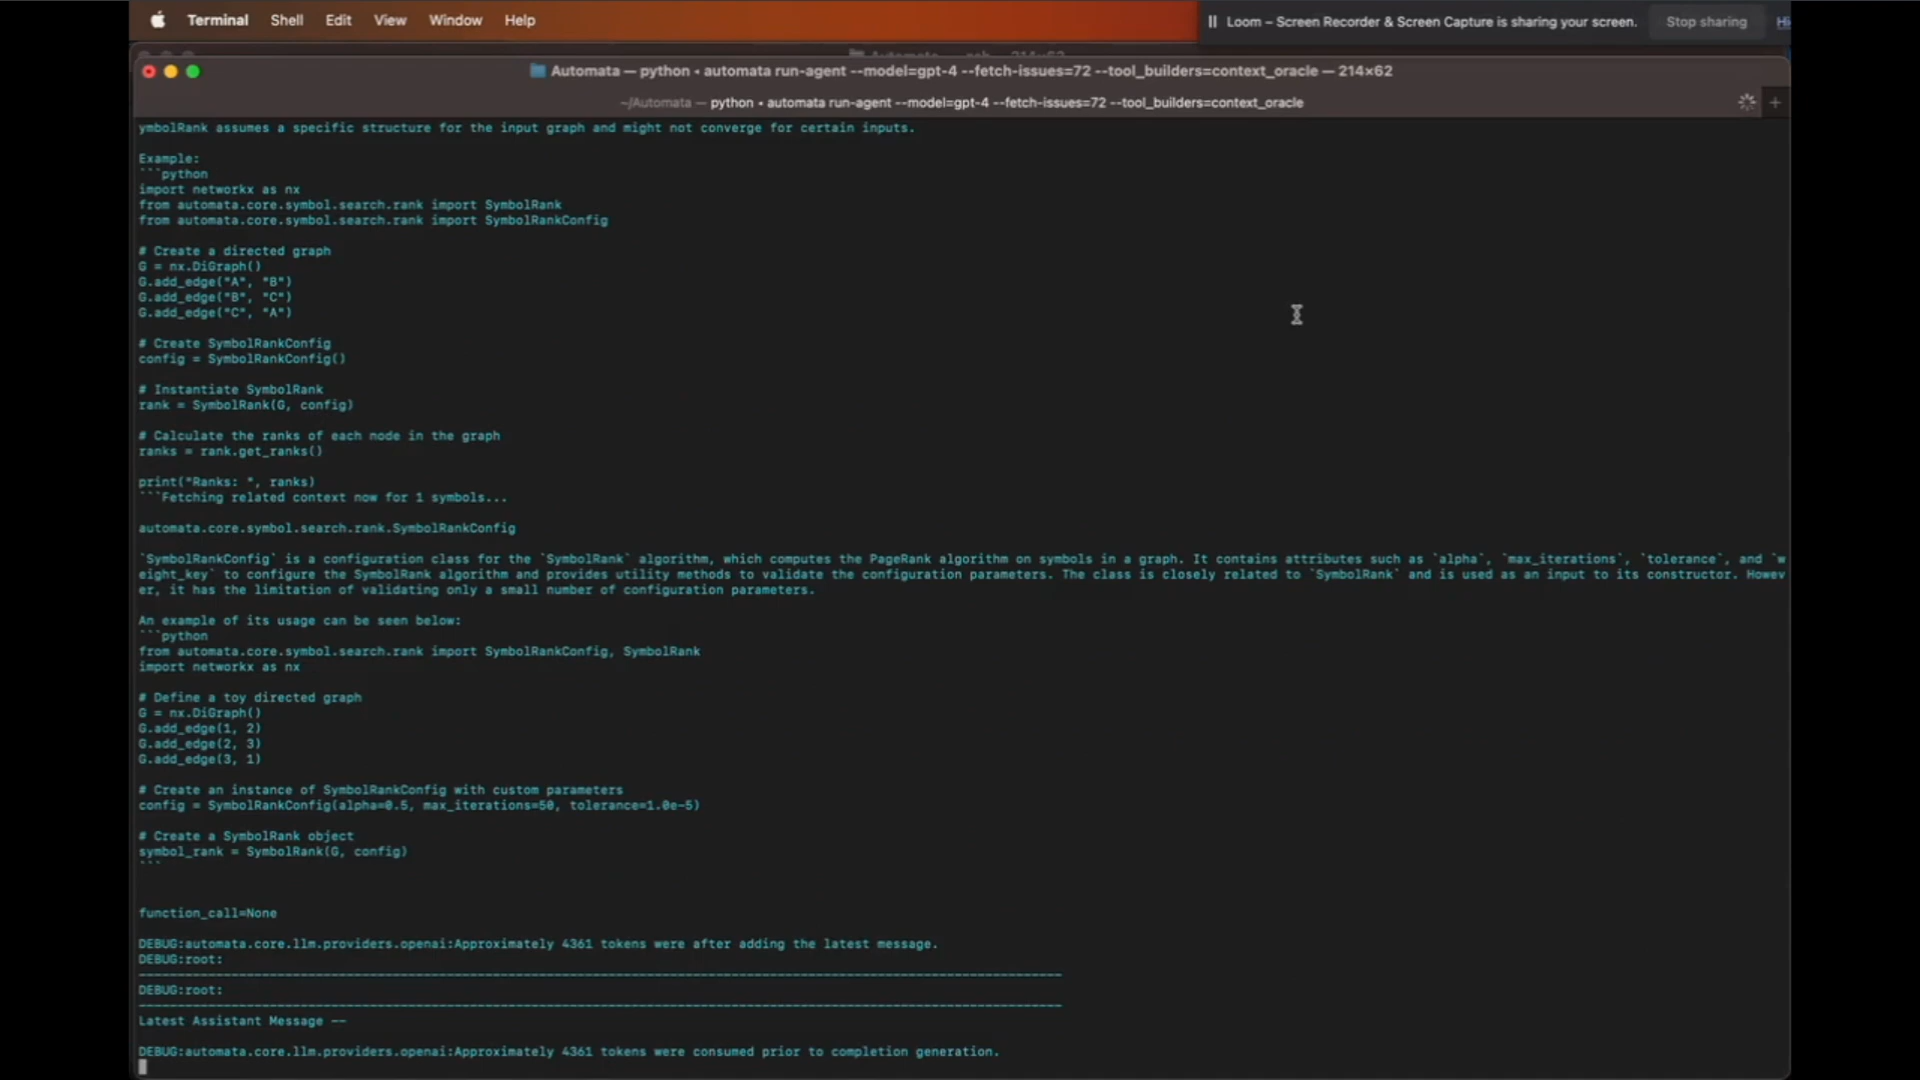 Terminal Shell Edit View Window Help
Loom – Screen Recorder & Screen Capture is sharing your screen. Stop sharing
Automata — python • automata run-agent --model=gpt-4 --fetch-issues=72 --tool_builders=context_oracle — 214×62
~/Automata — python • automata run-agent --model=gpt-4 --fetch-issues=72 --tool_builders=context_oracle
ymbolRank assumes a specific structure for the input graph and might not converge for certain inputs.
Example:
```python
import networkx as nx
from automata.core.symbol.search.rank import SymbolRank
from automata.core.symbol.search.rank import SymbolRankConfig
# Create a directed graph
G = nx.DiGraph()
G.add_edge("A", "B")
G.add_edge("B", "C")
G.add_edge("C", "A")
# Create SymbolRankConfig
config = SymbolRankConfig()
# Instantiate SymbolRank
rank = SymbolRank(G, config)
# Calculate the ranks of each node in the graph
ranks = rank.get_ranks()
print("Ranks: ", ranks)
```Fetching related context now for 1 symbols...
automata.core.symbol.search.rank.SymbolRankConfig
`SymbolRankConfig` is a configuration class for the `SymbolRank` algorithm, which computes the PageRank algorithm on symbols in a graph. It contains attributes such as `alpha`, `max_iterations`, `tolerance`, and `w
eight_key` to configure the SymbolRank algorithm and provides utility methods to validate the configuration parameters. The class is closely related to `SymbolRank` and is used as an input to its constructor. Howev
er, it has the limitation of validating only a small number of configuration parameters.
An example of its usage can be seen below:
```python
from automata.core.symbol.search.rank import SymbolRankConfig, SymbolRank
import networkx as nx
# Define a toy directed graph
G = nx.DiGraph()
G.add_edge(1, 2)
G.add_edge(2, 3)
G.add_edge(3, 1)
# Create an instance of SymbolRankConfig with custom parameters
config = SymbolRankConfig(alpha=0.5, max_iterations=50, tolerance=1.0e-5)
# Create a SymbolRank object
symbol_rank = SymbolRank(G, config)
```
function_call=None
DEBUG:automata.core.llm.providers.openai:Approximately 4361 tokens were after adding the latest message.
DEBUG:root:
DEBUG:root:
Latest Assistant Message --
DEBUG:automata.core.llm.providers.openai:Approximately 4361 tokens were consumed prior to completion generation.